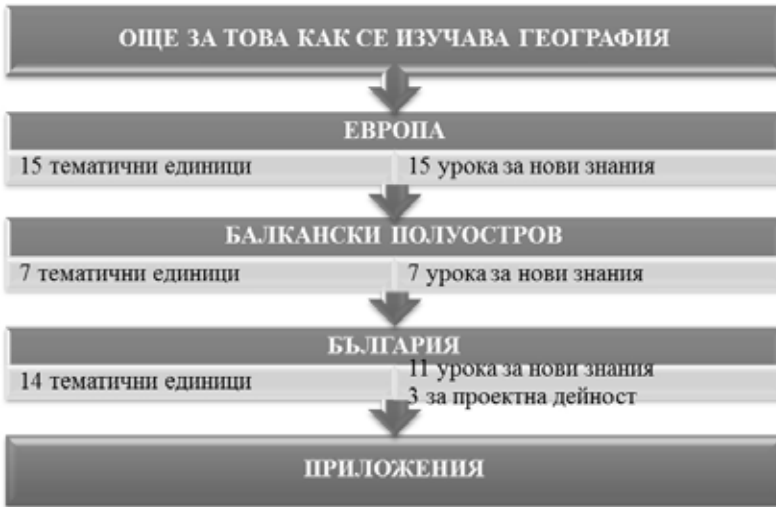 ОЩЕ ЗА ТОВА КАК СЕ ИЗУЧАВА ГЕОГРАФИЯ
ЕВРОПА
15 тематични единици
15 урока за нови знания
БАЛКАНСКИ ПОЛУОСТРОВ
7 тематични единици
7 урока за нови знания
БЪЛГАРИЯ
14 тематични единици
11 урока за нови знания
3 за проектна дейност
ПРИЛОЖЕНИЯ